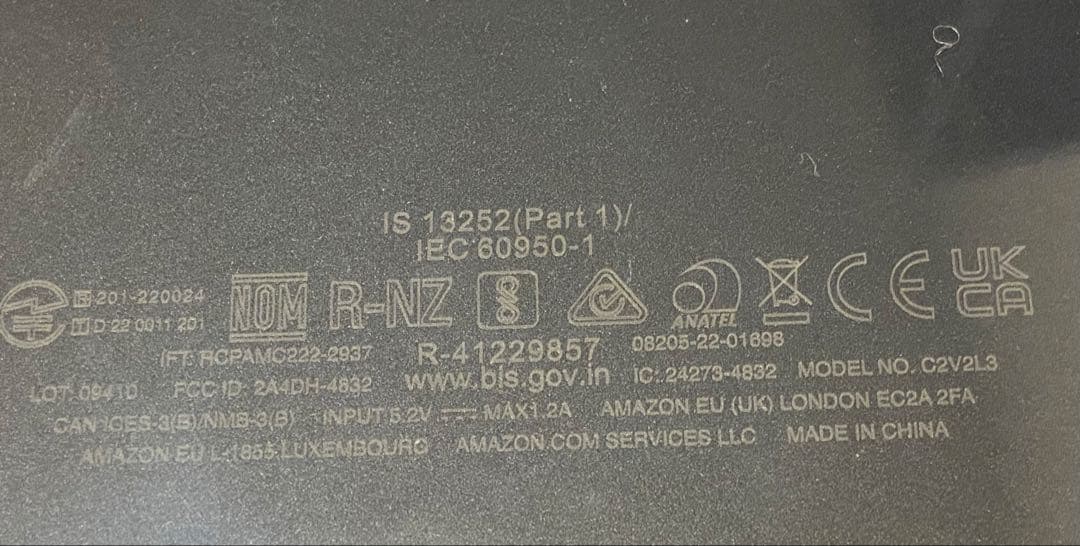 IS 13252(Part 1)/
IEC 60950-1
R 201-220024
T D 22 0011 201
NOM R-NZ ANATEL CE UK CA
IFT: RCPAMC222-2937 R-41229857 08205-22-01698
LOT: 09410 FCC ID: 2A4DH-4832 www.bis.gov.in IC: 24273-4832 MODEL NO. C2V2L3
CAN ICES-3(B)/NMB-3(B) INPUT 5.2V MAX1.2A AMAZON EU (UK) LONDON EC2A 2FA
AMAZON EU L-1855 LUXEMBOURG AMAZON.COM SERVICES LLC MADE IN CHINA